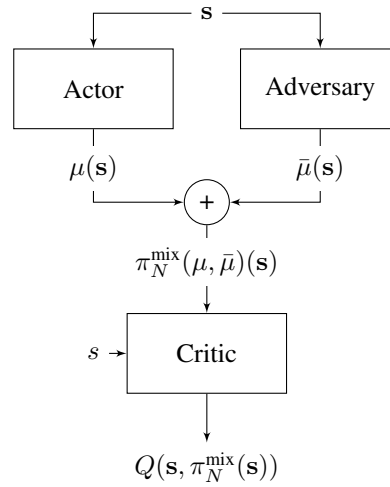 s
Actor Adversary
μ(s) μ̄(s)
+
π_N^mix(μ, μ̄)(s)
s Critic
Q(s, π_N^mix(s))